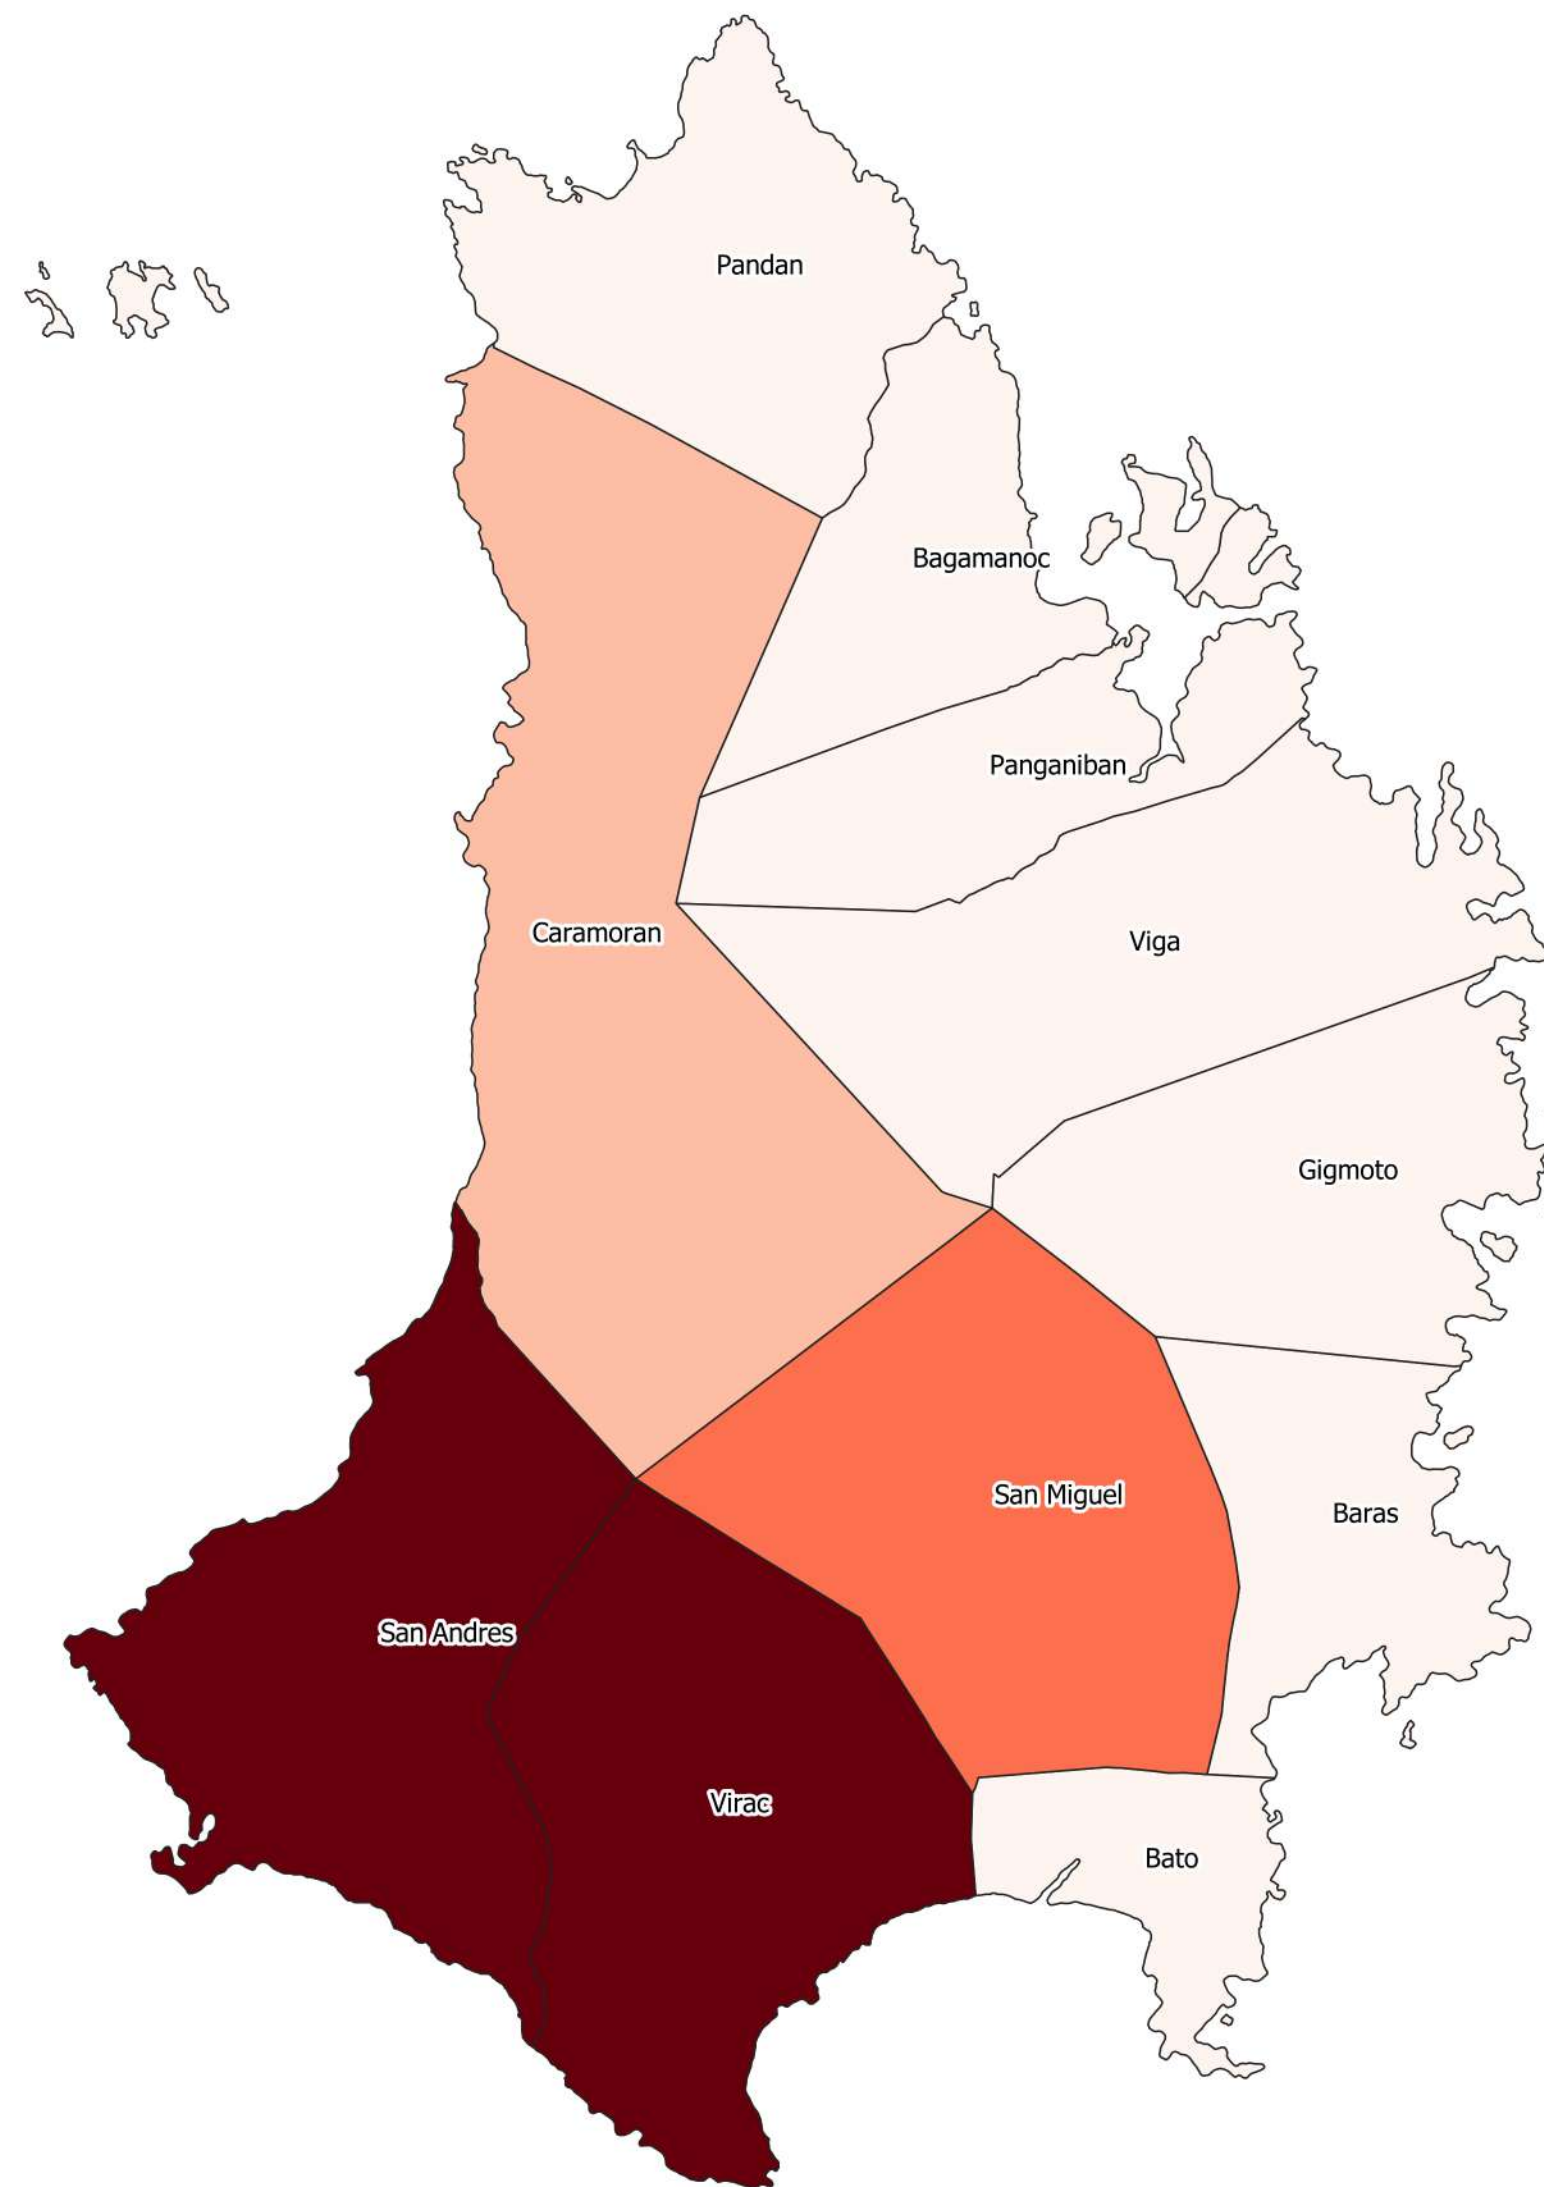 Pandan
Bagamanoc
Panganiban
Caramoran
Viga
Gigmoto
San Miguel
Baras
San Andres
Virac
Bato